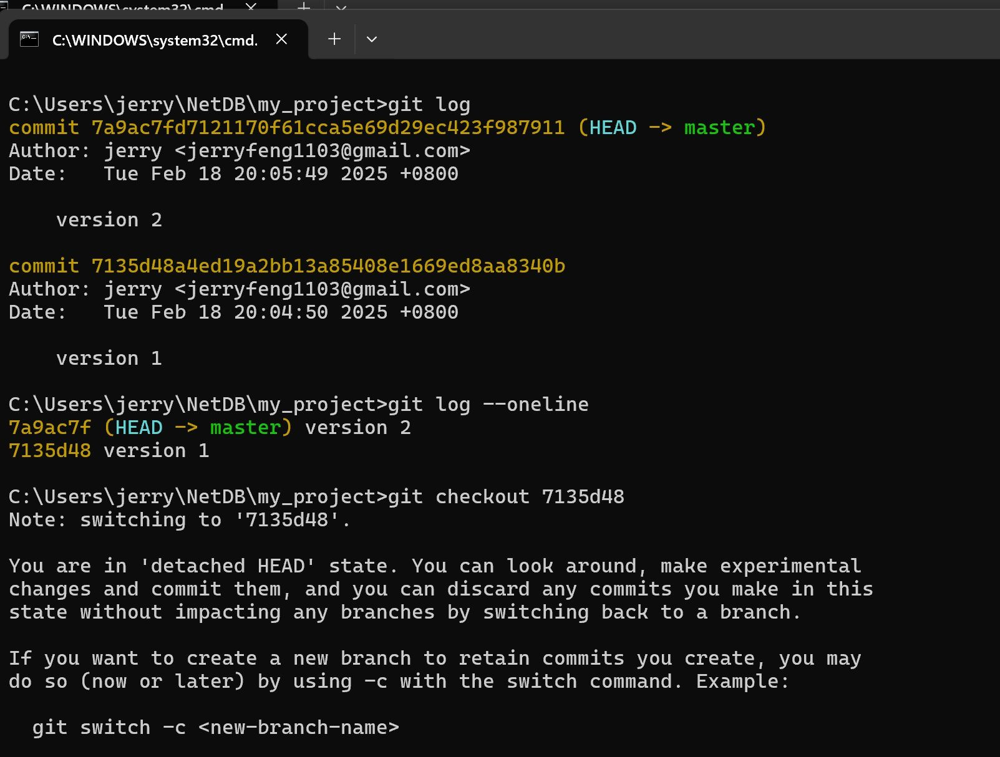 C:\WINDOWS\system32\cmd.
C:\WINDOWS\system32\cmd.
C:\Users\jerry\NetDB\my_project>git log
commit 7a9ac7fd7121170f61cca5e69d29ec423f987911 (HEAD -> master)
Author: jerry <jerryfeng1103@gmail.com>
Date:   Tue Feb 18 20:05:49 2025 +0800
version 2
commit 7135d48a4ed19a2bb13a85408e1669ed8aa8340b
Author: jerry <jerryfeng1103@gmail.com>
Date:   Tue Feb 18 20:04:50 2025 +0800
version 1
C:\Users\jerry\NetDB\my_project>git log --oneline
7a9ac7f (HEAD -> master) version 2
7135d48 version 1
C:\Users\jerry\NetDB\my_project>git checkout 7135d48
Note: switching to '7135d48'.
You are in 'detached HEAD' state. You can look around, make experimental
changes and commit them, and you can discard any commits you make in this
state without impacting any branches by switching back to a branch.
If you want to create a new branch to retain commits you create, you may
do so (now or later) by using -c with the switch command. Example:
git switch -c <new-branch-name>